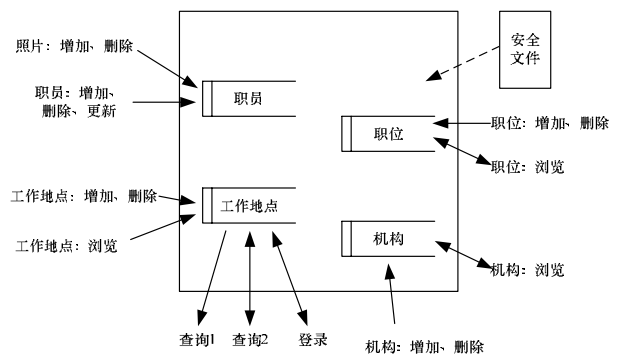 照片：增加、删除
安全
文件
职员：增加、
删除、更新
职员
职位
职位：增加、删除
职位：浏览
工作地点：增加、删除
工作地点
工作地点：浏览
机构
机构：浏览
查询1
查询2
登录
机构：增加、删除